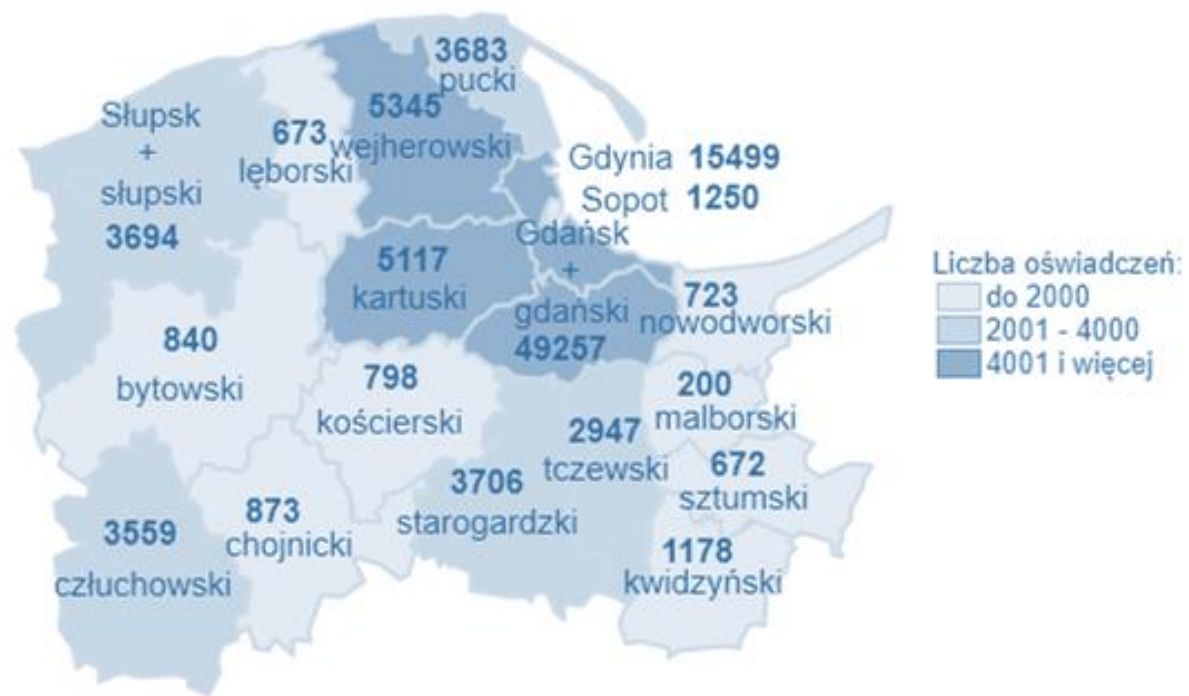 3683
pucki
5345
wejherowski
673
lęborski
Słupsk
+
słupski
3694
Gdynia 15499
Sopot 1250
Gdańsk
+
gdański
49257
5117
kartuski
723
nowodworski
Liczba oświadczeń:
do 2000
2001 - 4000
4001 i więcej
840
bytowski
798
kościerski
200
malborski
2947
tczewski
672
sztumski
3706
starogardzki
873
chojnicki
3559
człuchowski
1178
kwidzyński